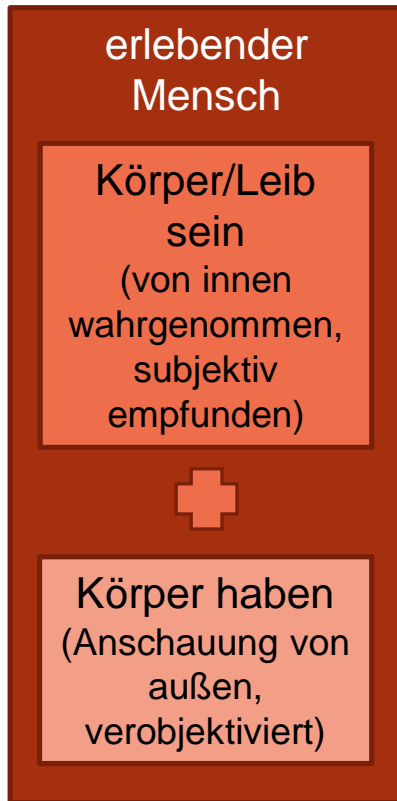 erlebender
Mensch
Körper/Leib
sein
(von innen
wahrgenommen,
subjektiv
empfunden)
Körper haben
(Anschauung von
außen,
verobjektiviert)